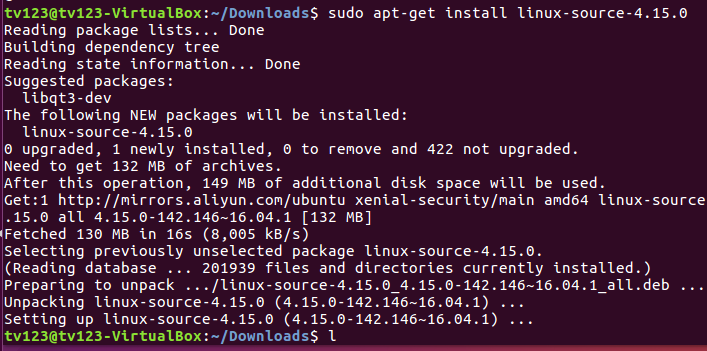 tv123@tv123-VirtualBox:~/Downloads$ sudo apt-get install linux-source-4.15.0
Reading package lists... Done
Building dependency tree
Reading state information... Done
Suggested packages:
  libqt3-dev
The following NEW packages will be installed:
  linux-source-4.15.0
0 upgraded, 1 newly installed, 0 to remove and 422 not upgraded.
Need to get 132 MB of archives.
After this operation, 149 MB of additional disk space will be used.
Get:1 http://mirrors.aliyun.com/ubuntu xenial-security/main amd64 linux-source
.15.0 all 4.15.0-142.146~16.04.1 [132 MB]
Fetched 130 MB in 16s (8,005 kB/s)
Selecting previously unselected package linux-source-4.15.0.
(Reading database ... 201939 files and directories currently installed.)
Preparing to unpack .../linux-source-4.15.0_4.15.0-142.146~16.04.1_all.deb ...
Unpacking linux-source-4.15.0 (4.15.0-142.146~16.04.1) ...
Setting up linux-source-4.15.0 (4.15.0-142.146~16.04.1) ...
tv123@tv123-VirtualBox:~/Downloads$ l